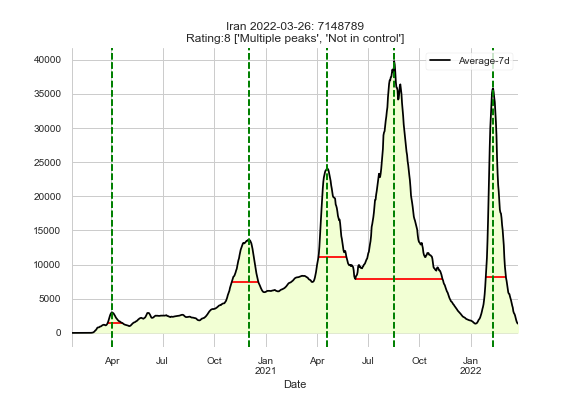 Iran 2022-03-26: 7148789
Rating:8 ['Multiple peaks', 'Not in control']
Average-7d
40000
35000
30000
25000
20000
15000
10000
5000
0
Apr Jul Oct Jan Apr Jul Oct Jan
2021 2022
Date